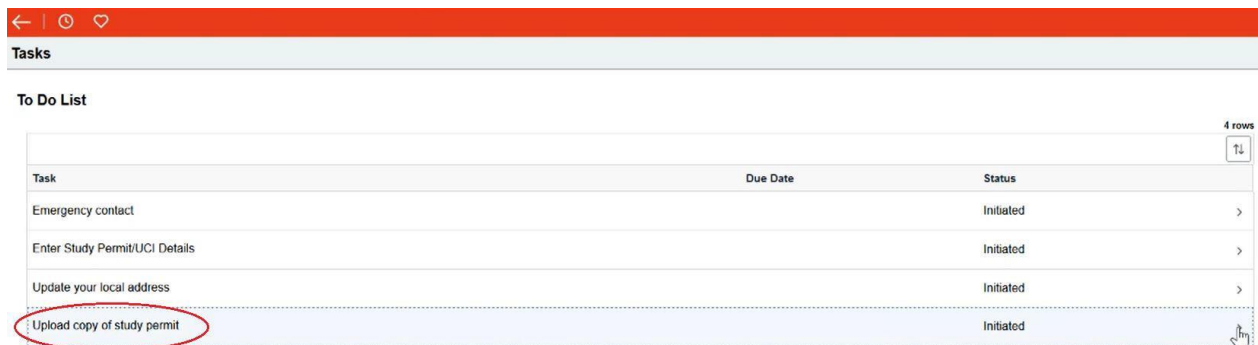 Tasks
To Do List
4 rows
Task Due Date Status
Emergency contact Initiated
Enter Study Permit/UCI Details Initiated
Update your local address Initiated
Upload copy of study permit Initiated